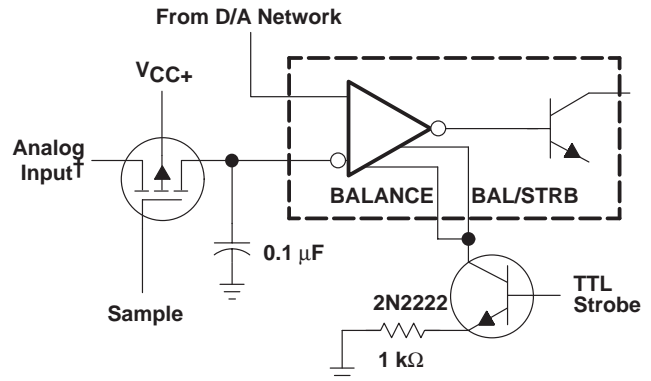 From D/A Network
VCC+
Analog
Input†
BALANCE
BAL/STRB
0.1 μF
2N2222
TTL
Strobe
Sample
1 kΩ